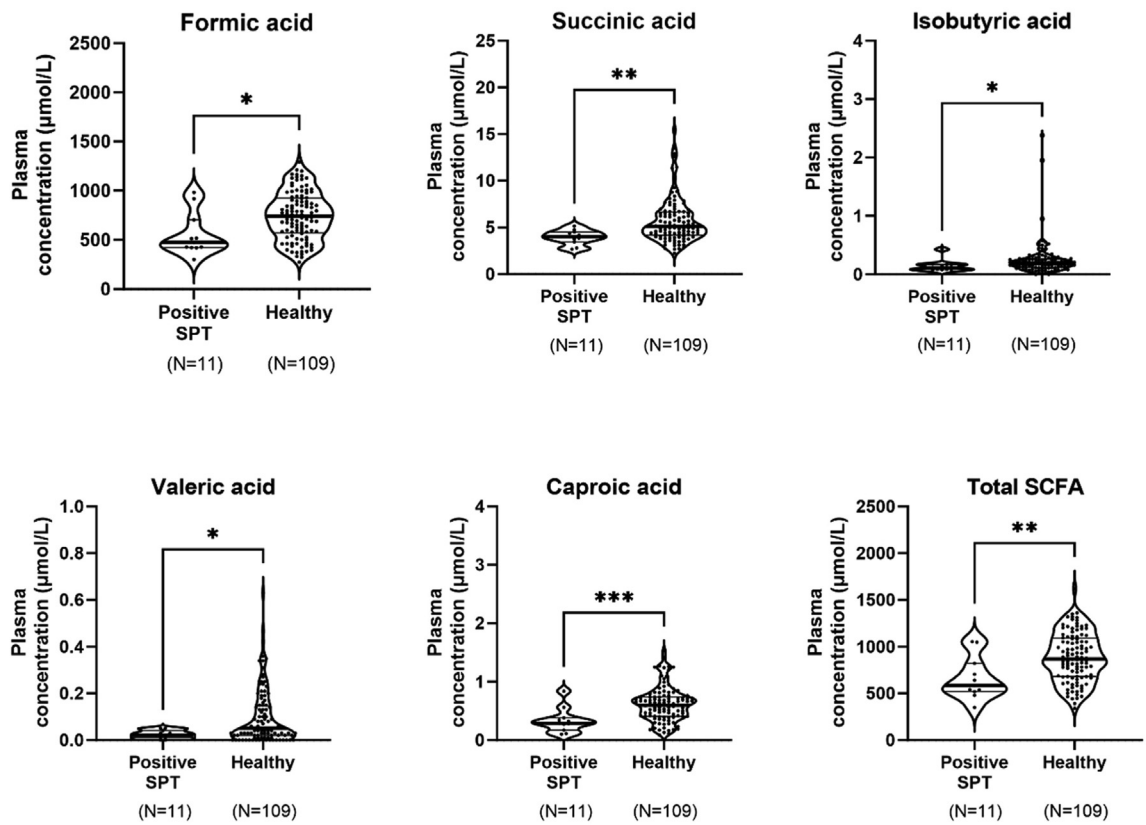 Formic acid
Plasma
concentration (µmol/L)
2500
2000
1500
1000
500
0
*
Positive
SPT
Healthy
(N=11)
(N=109)
Succinic acid
Plasma
concentration (µmol/L)
25
20
15
10
5
0
**
Positive
SPT
Healthy
(N=11)
(N=109)
Isobutyric acid
Plasma
concentration (µmol/L)
4
3
2
1
0
*
Positive
SPT
Healthy
(N=11)
(N=109)
Valeric acid
Plasma
concentration (µmol/L)
1.0
0.8
0.6
0.4
0.2
0.0
*
Positive
SPT
Healthy
(N=11)
(N=109)
Caproic acid
Plasma
concentration (µmol/L)
4
3
2
1
0
***
Positive
SPT
Healthy
(N=11)
(N=109)
Total SCFA
Plasma
concentration (µmol/L)
2500
2000
1500
1000
500
0
**
Positive
SPT
Healthy
(N=11)
(N=109)